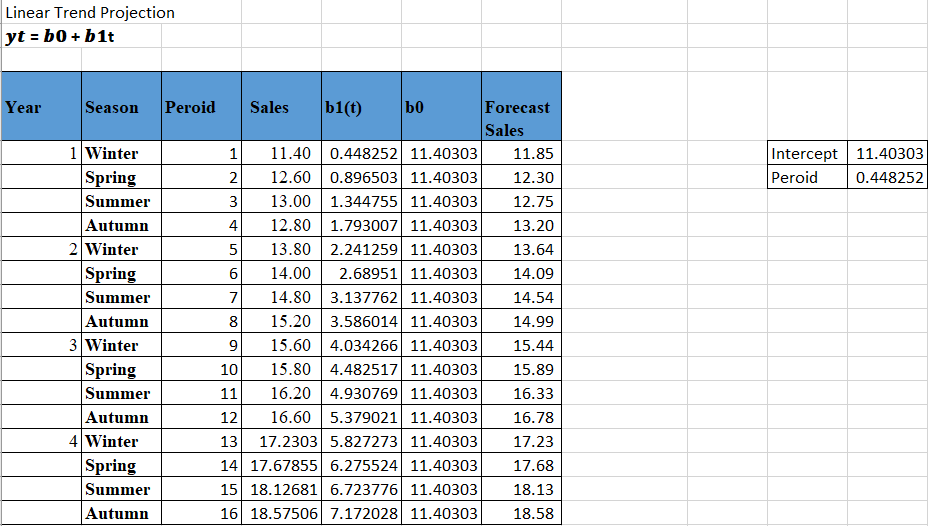 Linear Trend Projection
yt = b0 + b1t
Year Season Peroid Sales b1(t) b0 Forecast Sales
1 Winter 1 11.40 0.448252 11.40303 11.85 Intercept 11.40303
Spring 2 12.60 0.896503 11.40303 12.30 Peroid 0.448252
Summer 3 13.00 1.344755 11.40303 12.75
Autumn 4 12.80 1.793007 11.40303 13.20
2 Winter 5 13.80 2.241259 11.40303 13.64
Spring 6 14.00 2.68951 11.40303 14.09
Summer 7 14.80 3.137762 11.40303 14.54
Autumn 8 15.20 3.586014 11.40303 14.99
3 Winter 9 15.60 4.034266 11.40303 15.44
Spring 10 15.80 4.482517 11.40303 15.89
Summer 11 16.20 4.930769 11.40303 16.33
Autumn 12 16.60 5.379021 11.40303 16.78
4 Winter 13 17.2303 5.827273 11.40303 17.23
Spring 14 17.67855 6.275524 11.40303 17.68
Summer 15 18.12681 6.723776 11.40303 18.13
Autumn 16 18.57506 7.172028 11.40303 18.58